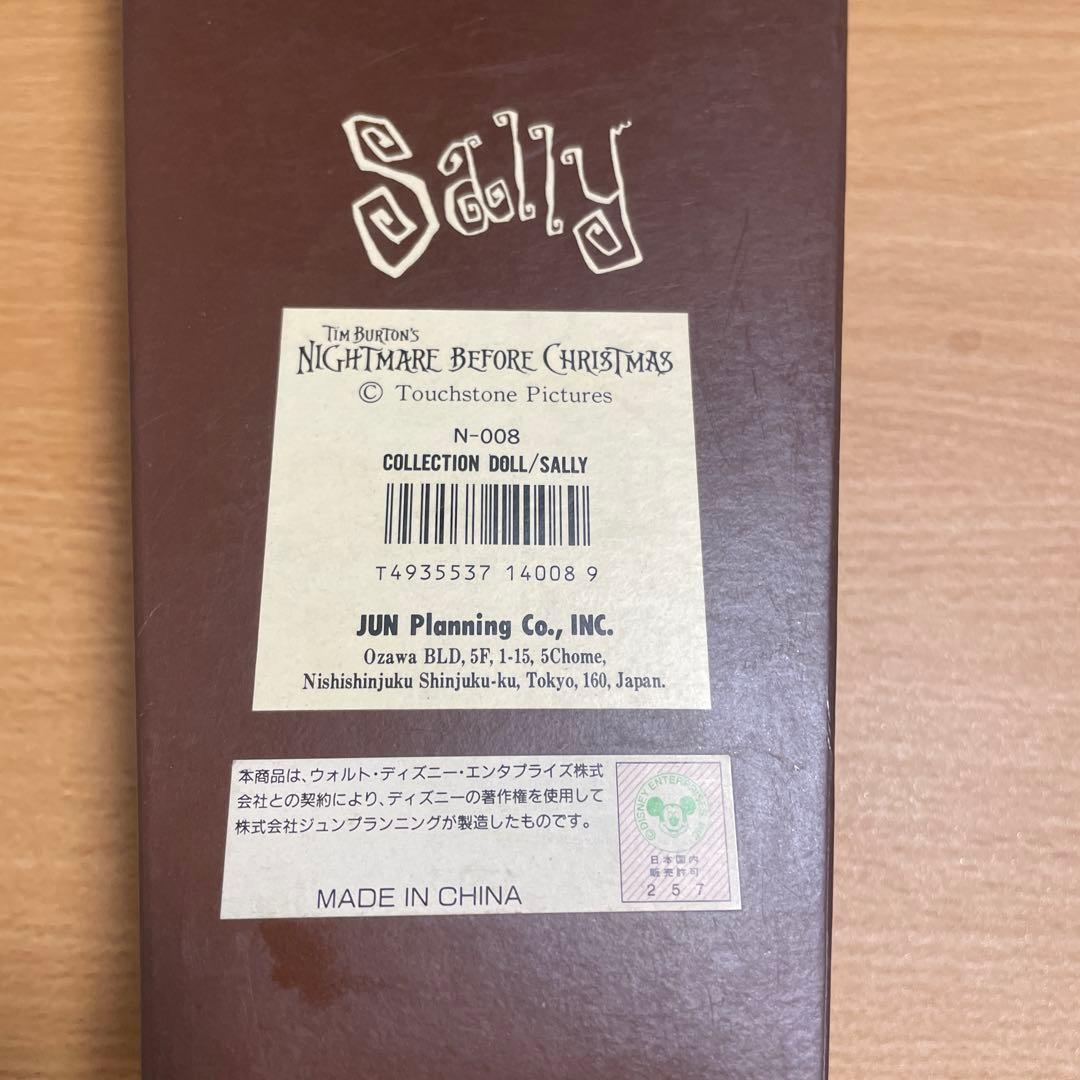 Sally
TIM BURTON'S
NIGHTMARE BEFORE CHRISTMAS
© Touchstone Pictures
N-008
COLLECTION DOLL/SALLY
T4935537 14008 9
JUN Planning Co., INC.
Ozawa BLD, 5F, 1-15, 5Chome,
Nishishinjuku Shinjuku-ku, Tokyo, 160, Japan.
本商品は、ウォルト・ディズニー・エンタプライズ株式
会社との契約により、ディズニーの著作権を使用して
株式会社ジュンプランニングが製造したものです。
MADE IN CHINA
© DISNEY ENTERPRISES, INC.
日本国内
販売許可
257